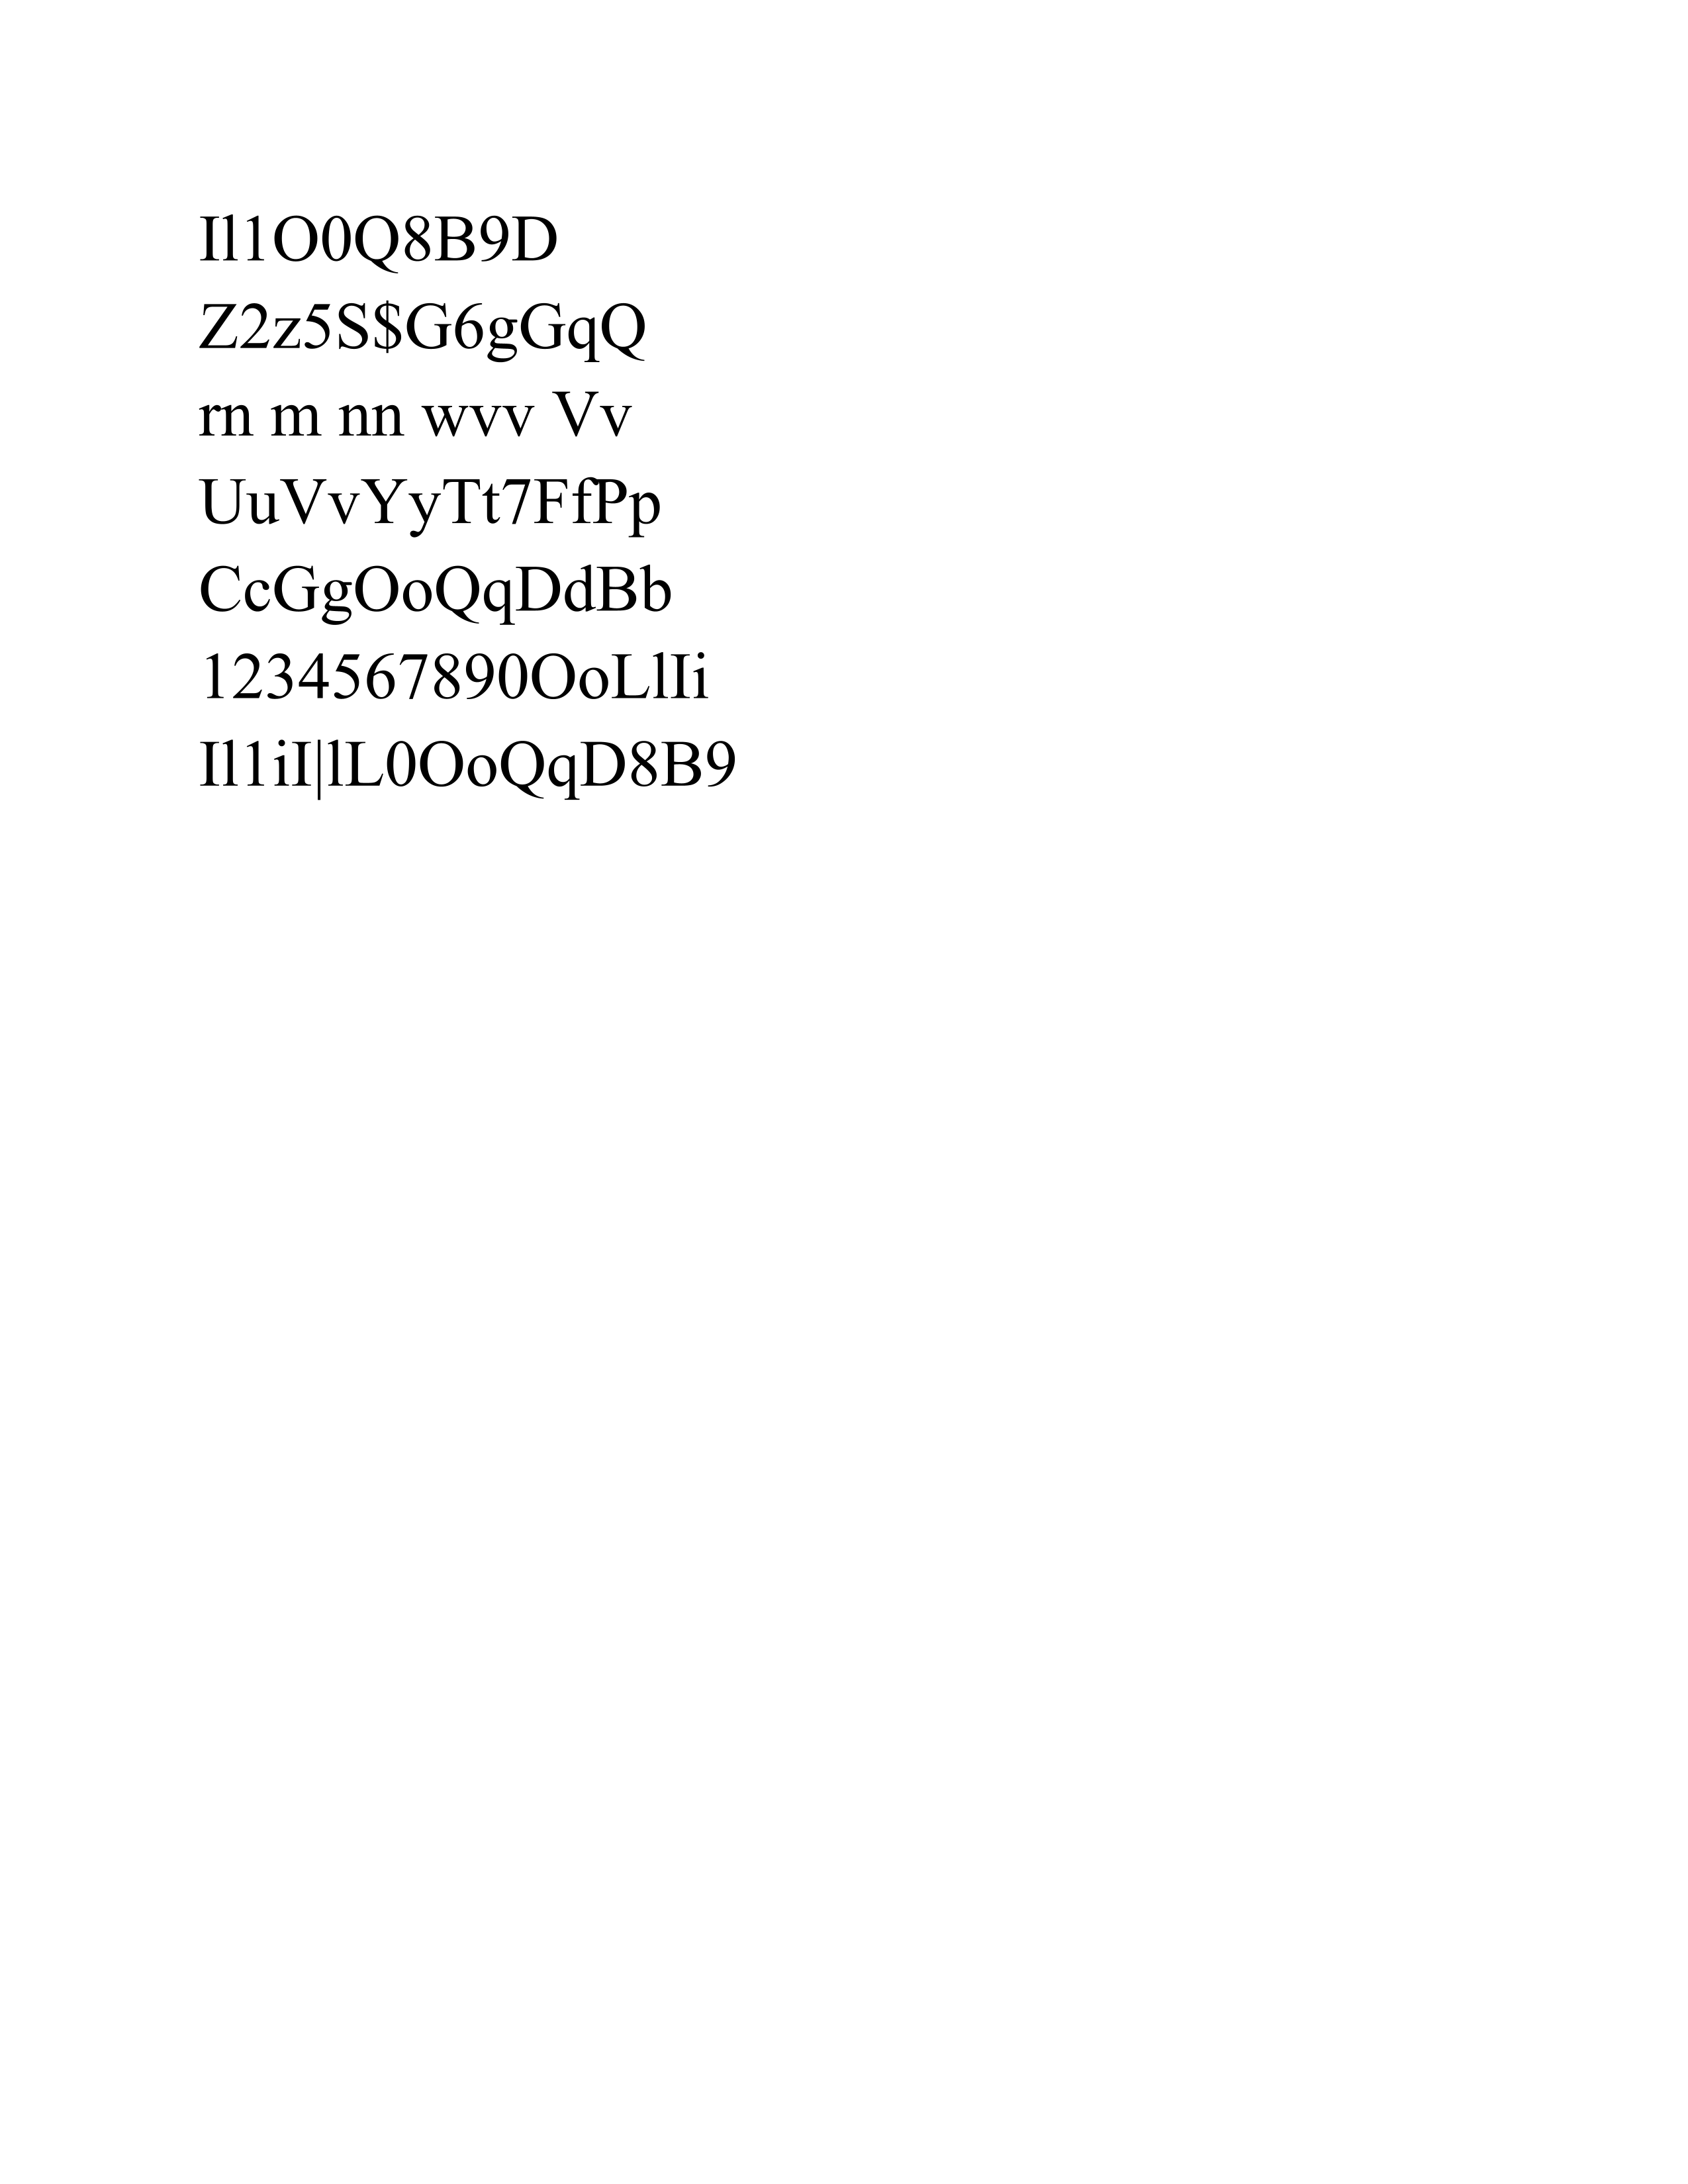 Il1O0Q8B9D
Z2z5S$G6gGqQ
rn m nn wvv Vv
UuVvYyTt7FfPp
CcGgOoQqDdBb
1234567890OoLlIi
Il1iI|lL0OoQqD8B9